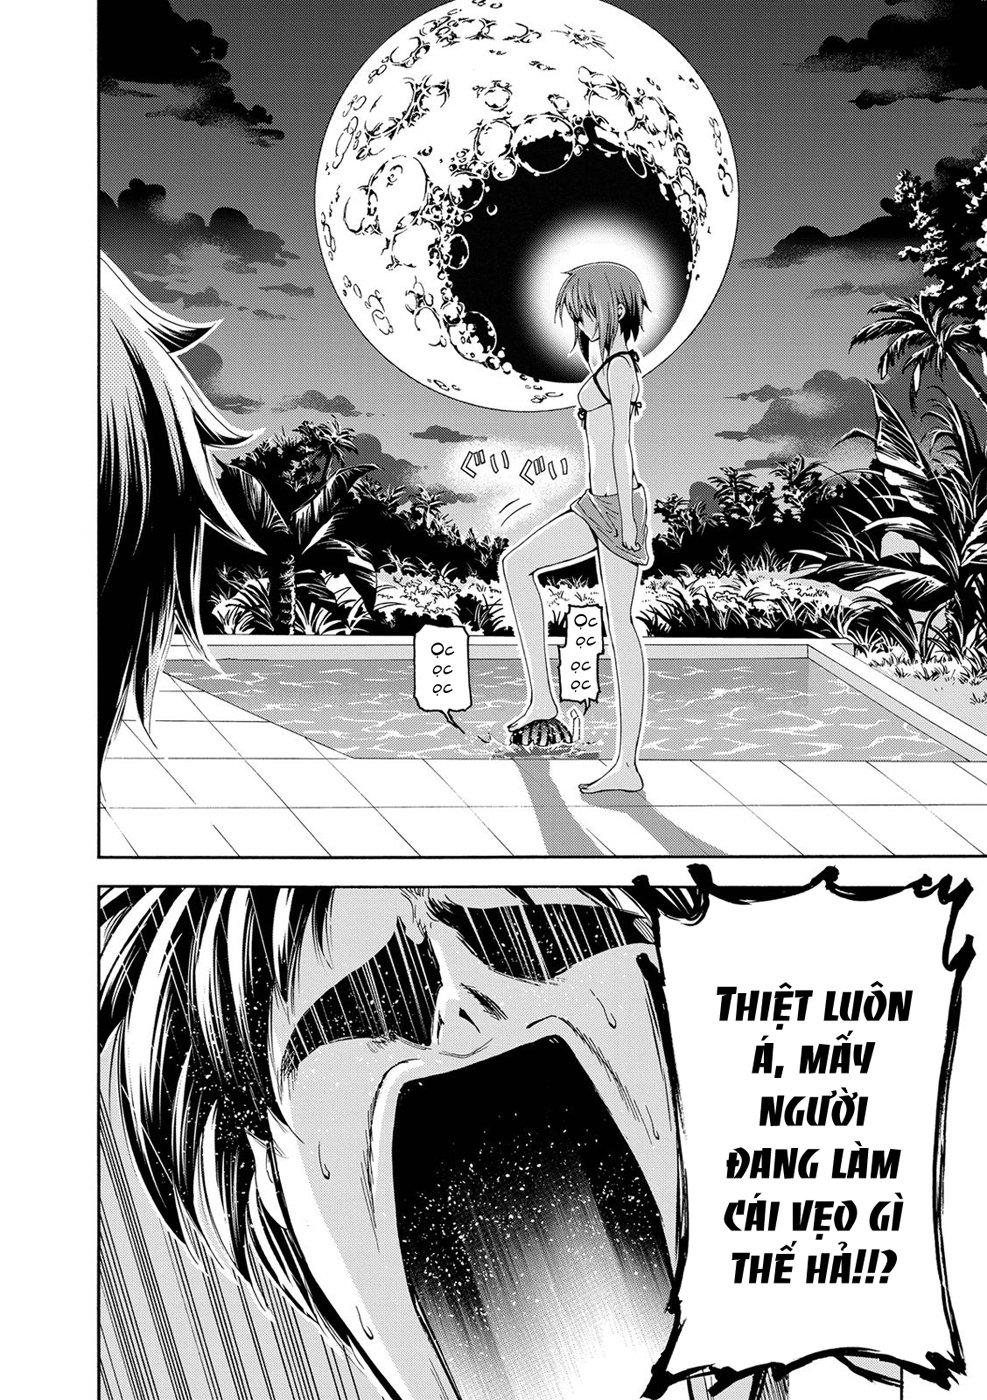 ぐいぐい
ỌC
ỌC
ỌC
ỌC
ỌC
ỌC
ỌC
THIỆT LUÔN
Á, MẤY
NGƯỜI
ĐANG LÀM
CÁI VẸO GÌ
THẾ HẢ!!!?